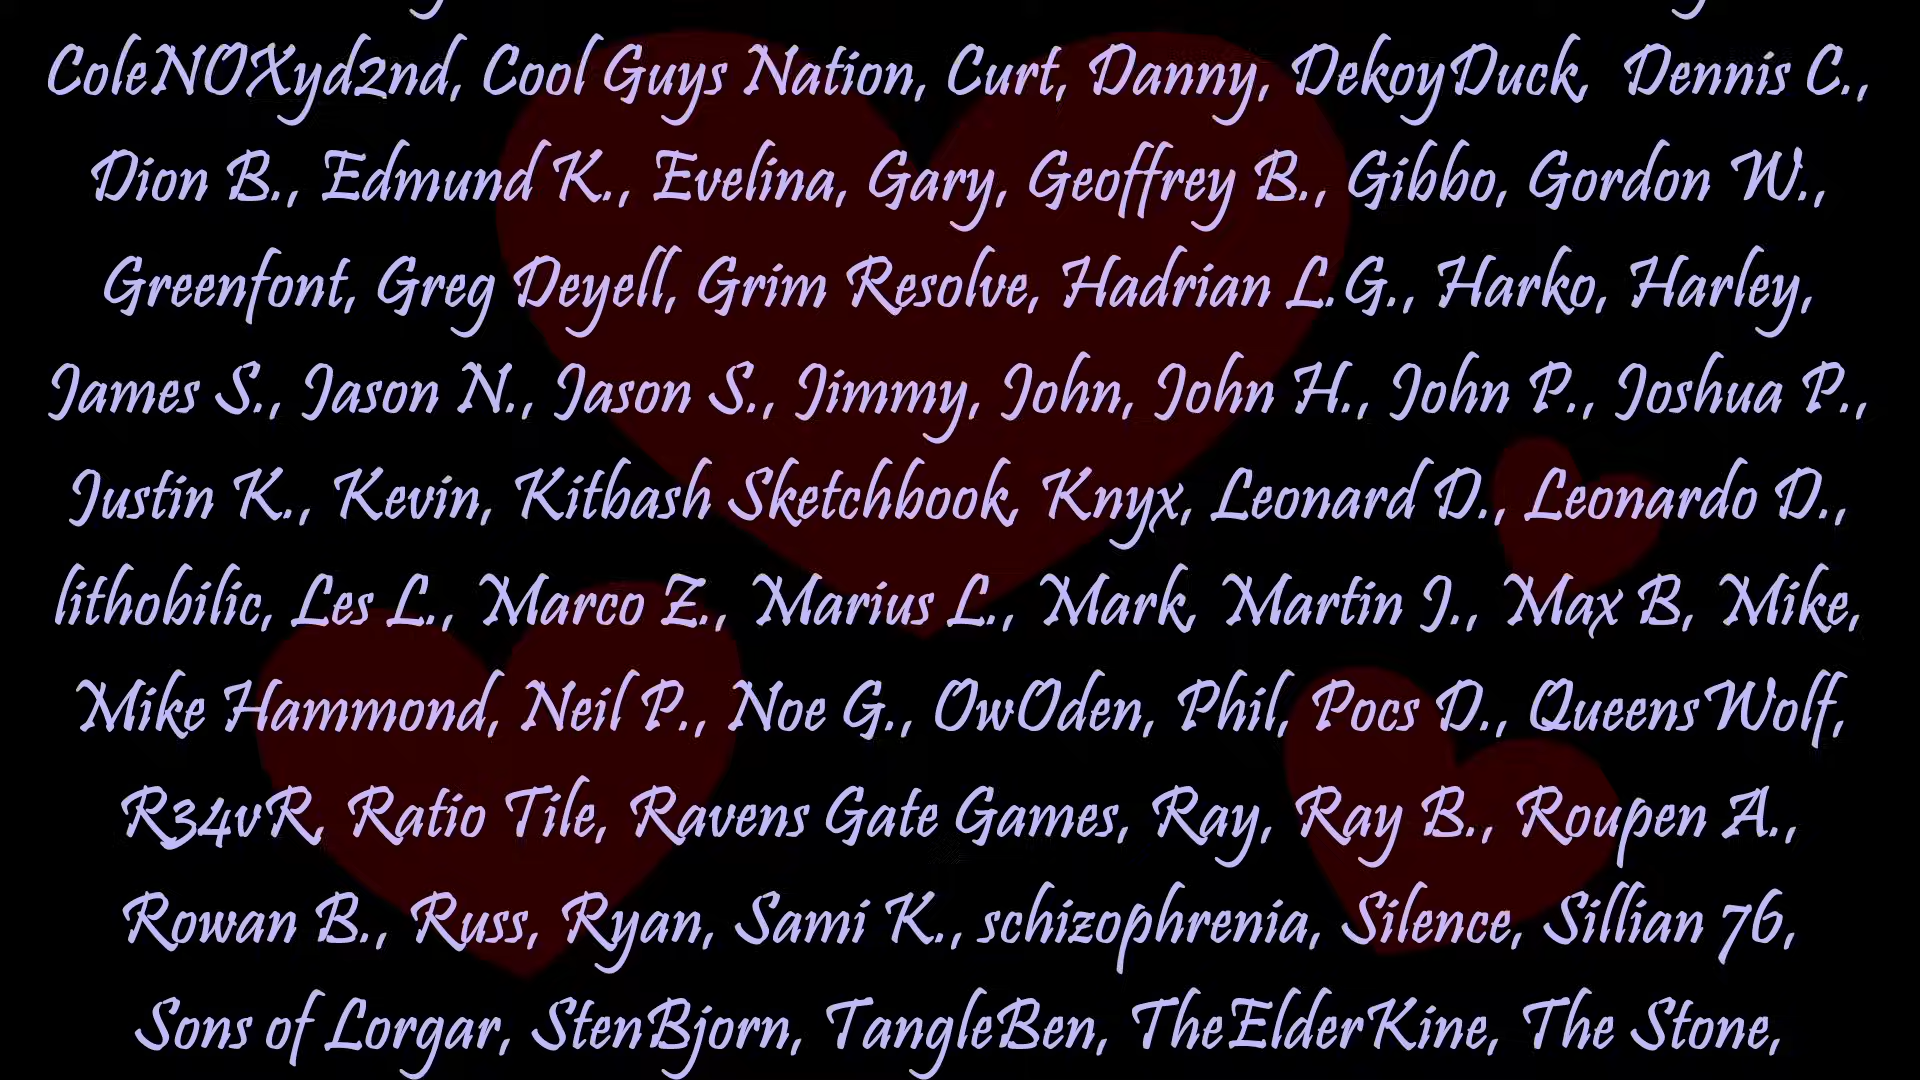 ColeNOXyd2nd, Cool Guys Nation, Curt, Danny, DekoyDuck, Dennis C.,
Dion B., Edmund K., Evelina, Gary, Geoffrey B., Gibbo, Gordon W.,
Greenfont, Greg Deyell, Grim Resolve, Hadrian L.G., Harko, Harley,
James S., Jason N., Jason S., Jimmy, John, John H., John P., Joshua P.,
Justin K., Kevin, Kitbash Sketchbook, Knyx, Leonard D., Leonardo D.,
lithobilic, Les L., Marco Z., Marius L., Mark, Martin J., Max B, Mike,
Mike Hammond, Neil P., Noe G., OwOden, Phil, Pocs D., QueensWolf,
R34vR, Ratio Tile, Ravens Gate Games, Ray, Ray B., Roupen A.,
Rowan B., Russ, Ryan, Sami K., schizophrenia, Silence, Sillian 76,
Sons of Lorgar, StenBjorn, TangleBen, TheElderKine, The Stone,